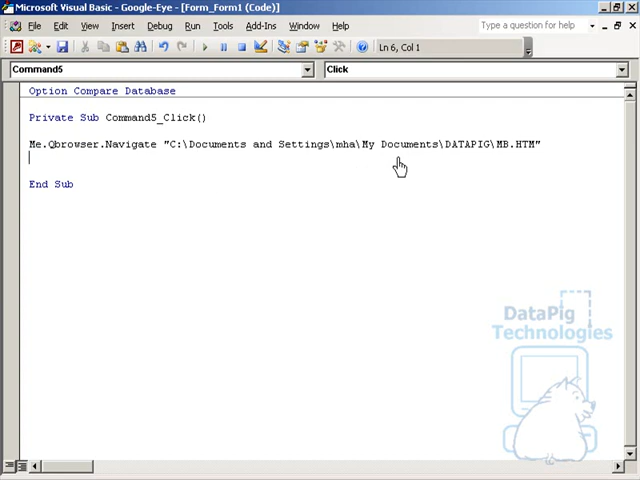 Microsoft Visual Basic - Google-Eye - [Form_Form1 (Code)]
File Edit View Insert Debug Run Tools Add-Ins Window Help
Type a question for help
Ln 6, Col 1
Command5
Click
Option Compare Database
Private Sub Command5_Click()
Me.Qbrowser.Navigate "C:\Documents and Settings\mha\My Documents\DATAPIG\MB.HTM"
End Sub
DataPig
Technologies